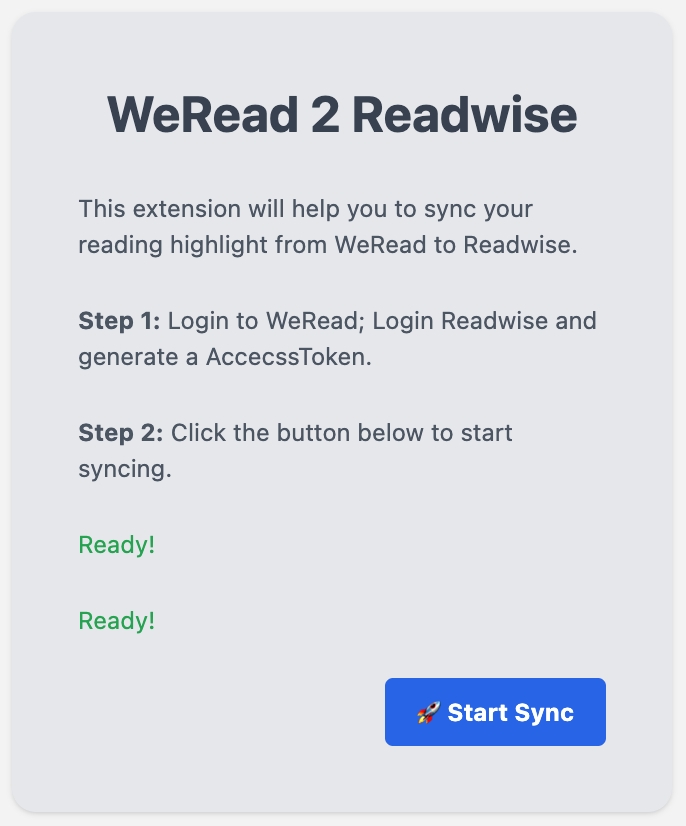 WeRead 2 Readwise
This extension will help you to sync your
reading highlight from WeRead to Readwise.
Step 1: Login to WeRead; Login Readwise and
generate a AccecssToken.
Step 2: Click the button below to start
syncing.
Ready!
Ready!
🚀 Start Sync